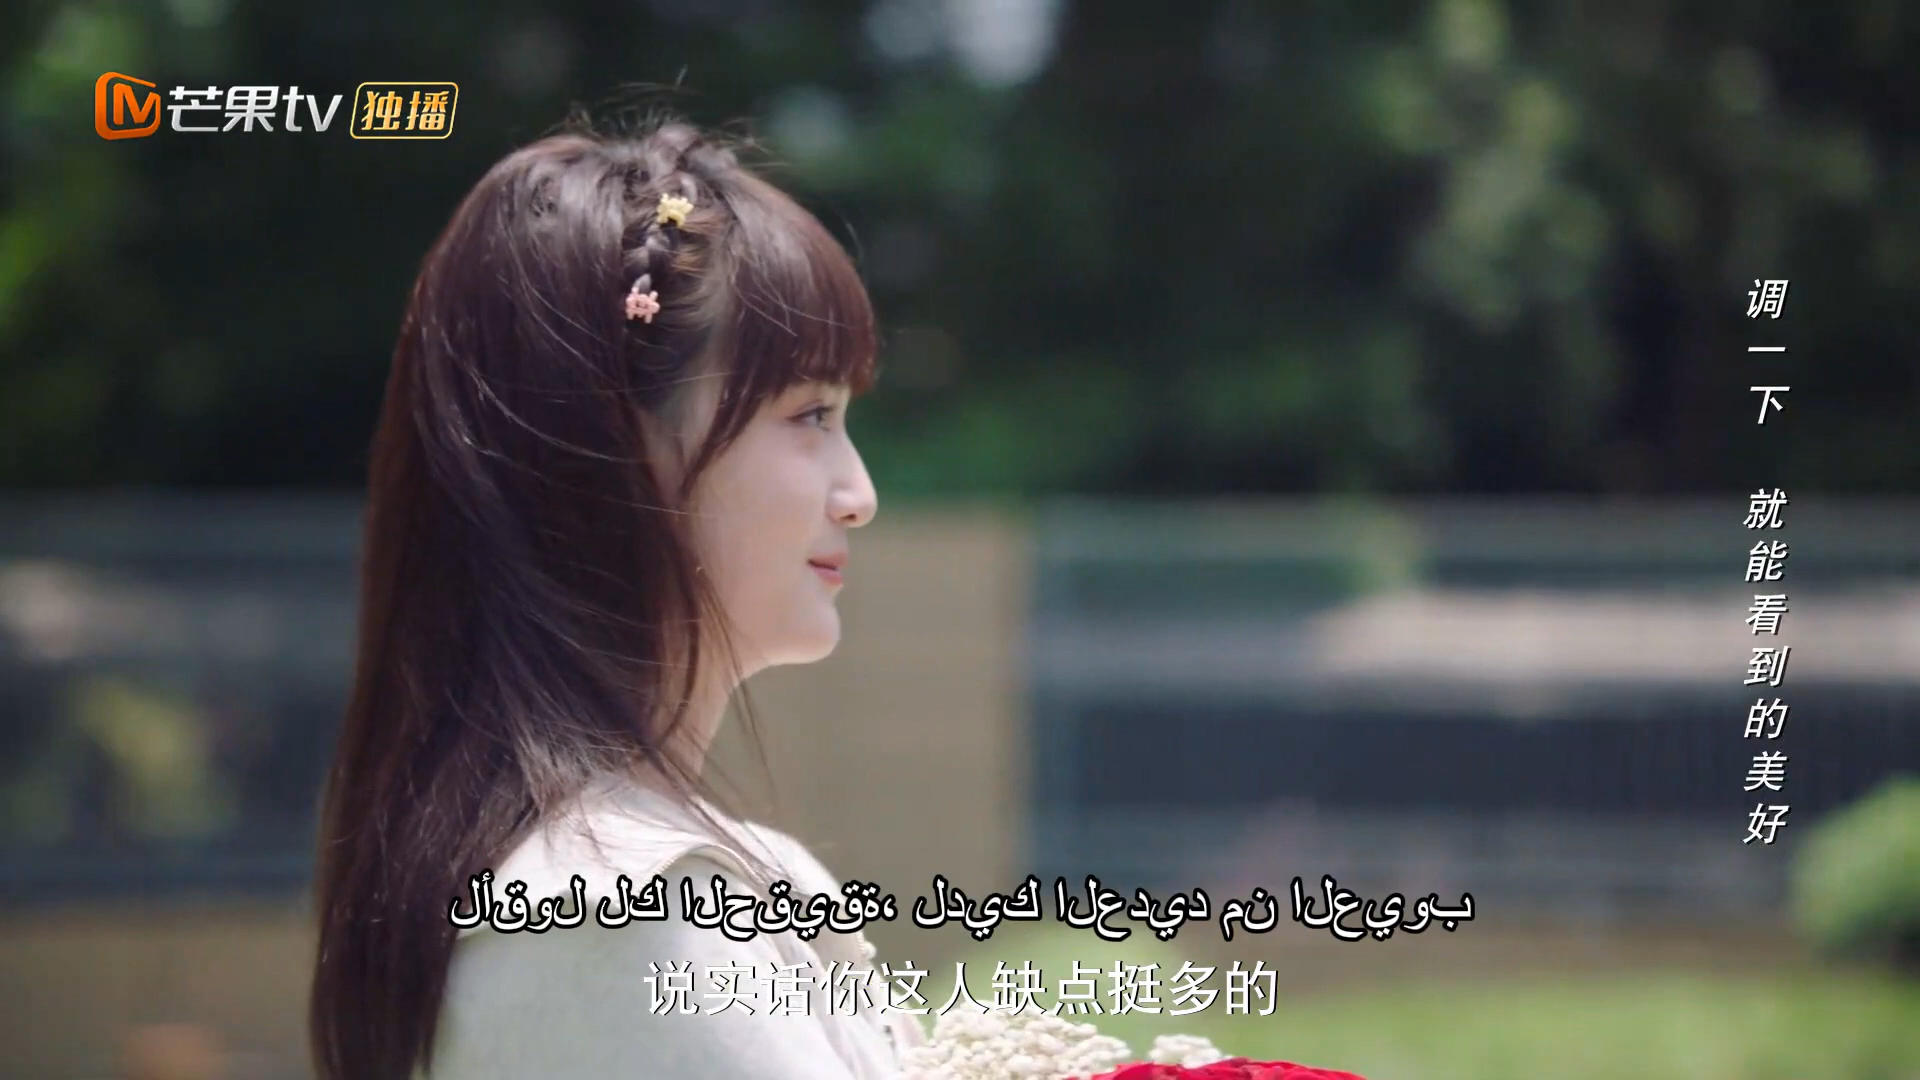 芒果tv 独播
调一下 就能看到的美好
لأقول لك الحقيقة، لديك العديد من العيوب
说实话你这人缺点挺多的